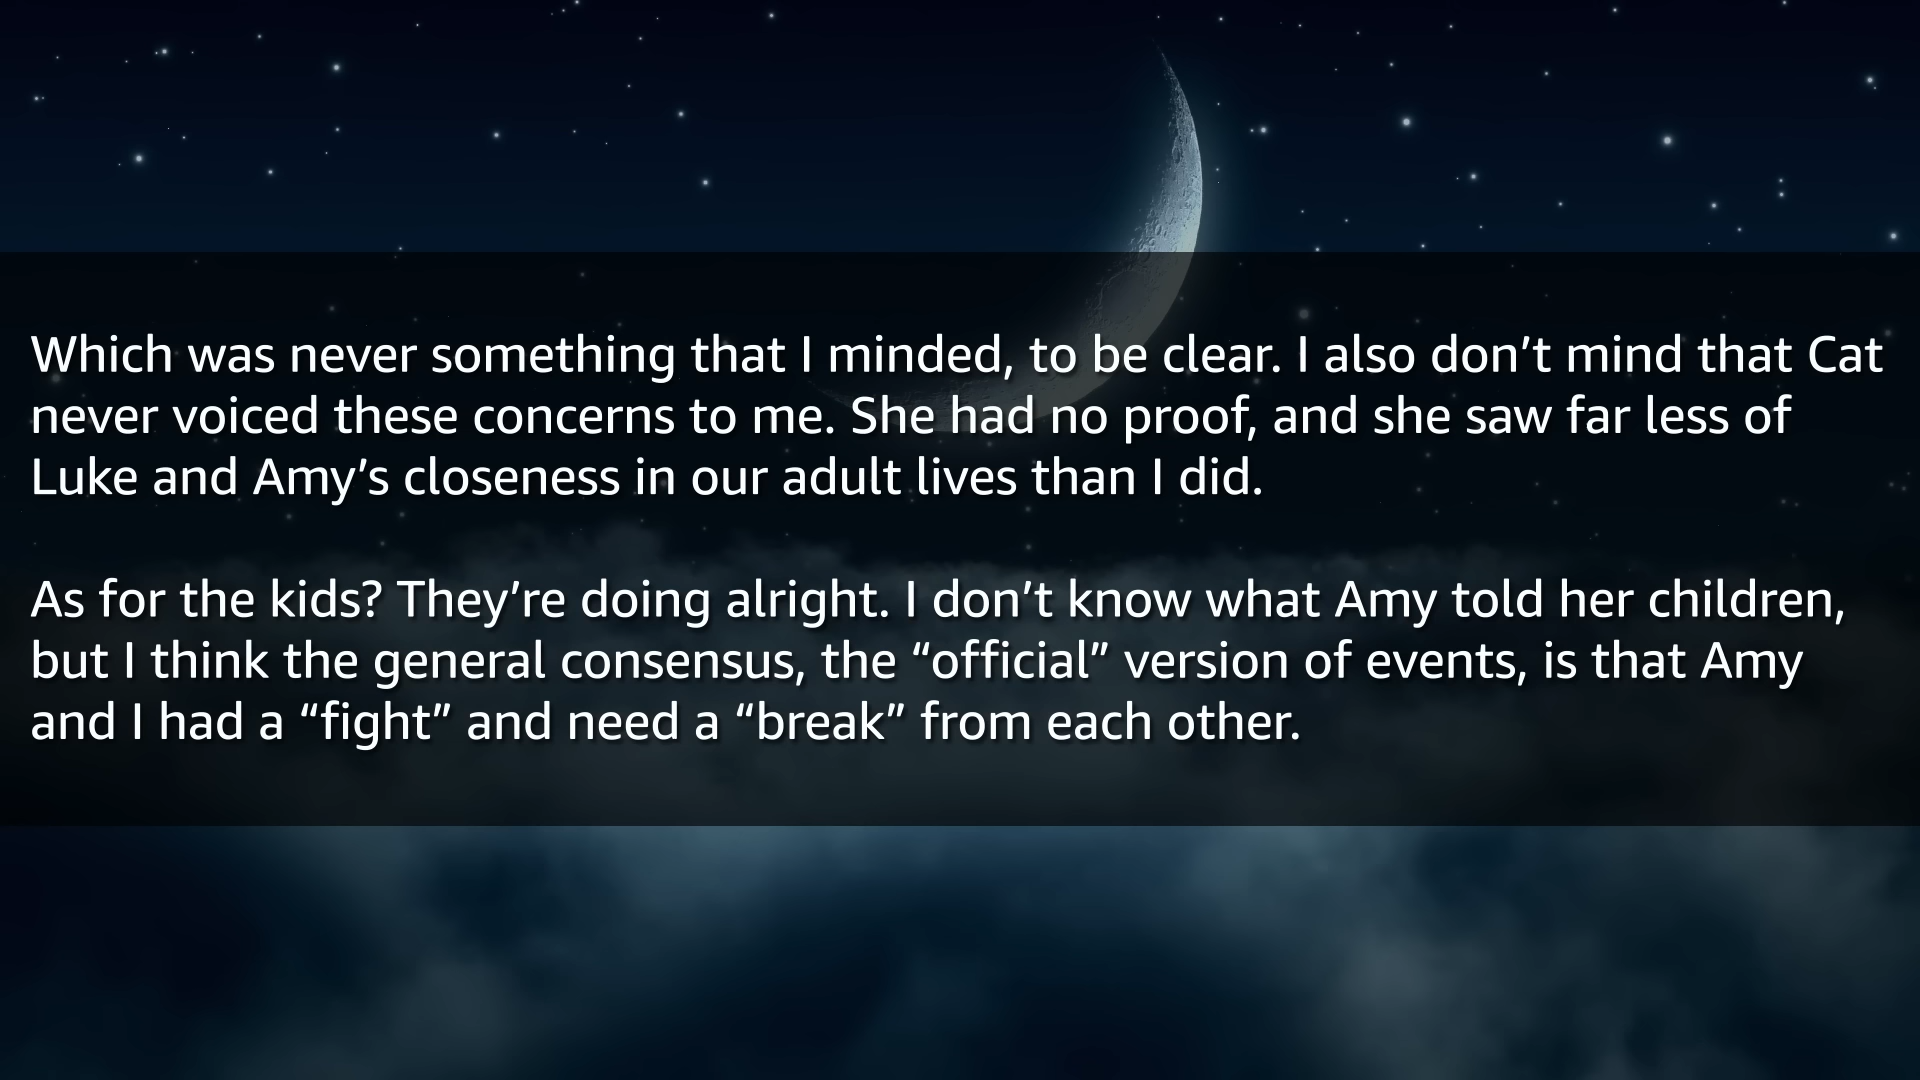 Which was never something that I minded, to be clear. I also don’t mind that Cat
never voiced these concerns to me. She had no proof, and she saw far less of
Luke and Amy’s closeness in our adult lives than I did.
As for the kids? They’re doing alright. I don’t know what Amy told her children,
but I think the general consensus, the “official” version of events, is that Amy
and I had a “fight” and need a “break” from each other.